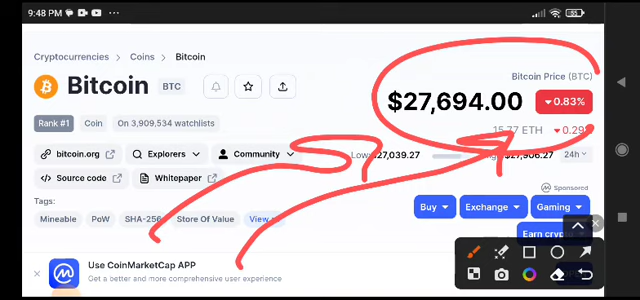 9:48 PM
Cryptocurrencies > Coins > Bitcoin
Bitcoin BTC
Rank #1 Coin On 3,909,534 watchlists
bitcoin.org Explorers Community
Source code Whitepaper
Tags:
Mineable PoW SHA-256 Store Of Value View
Bitcoin Price (BTC)
$27,694.00 0.83%
15.77 ETH 0.29%
Low: $27,039.27 $27,906.27 24h
Sponsored
Buy Exchange Gaming
Earn crypto
Use CoinMarketCap APP
Get a better and more comprehensive user experience